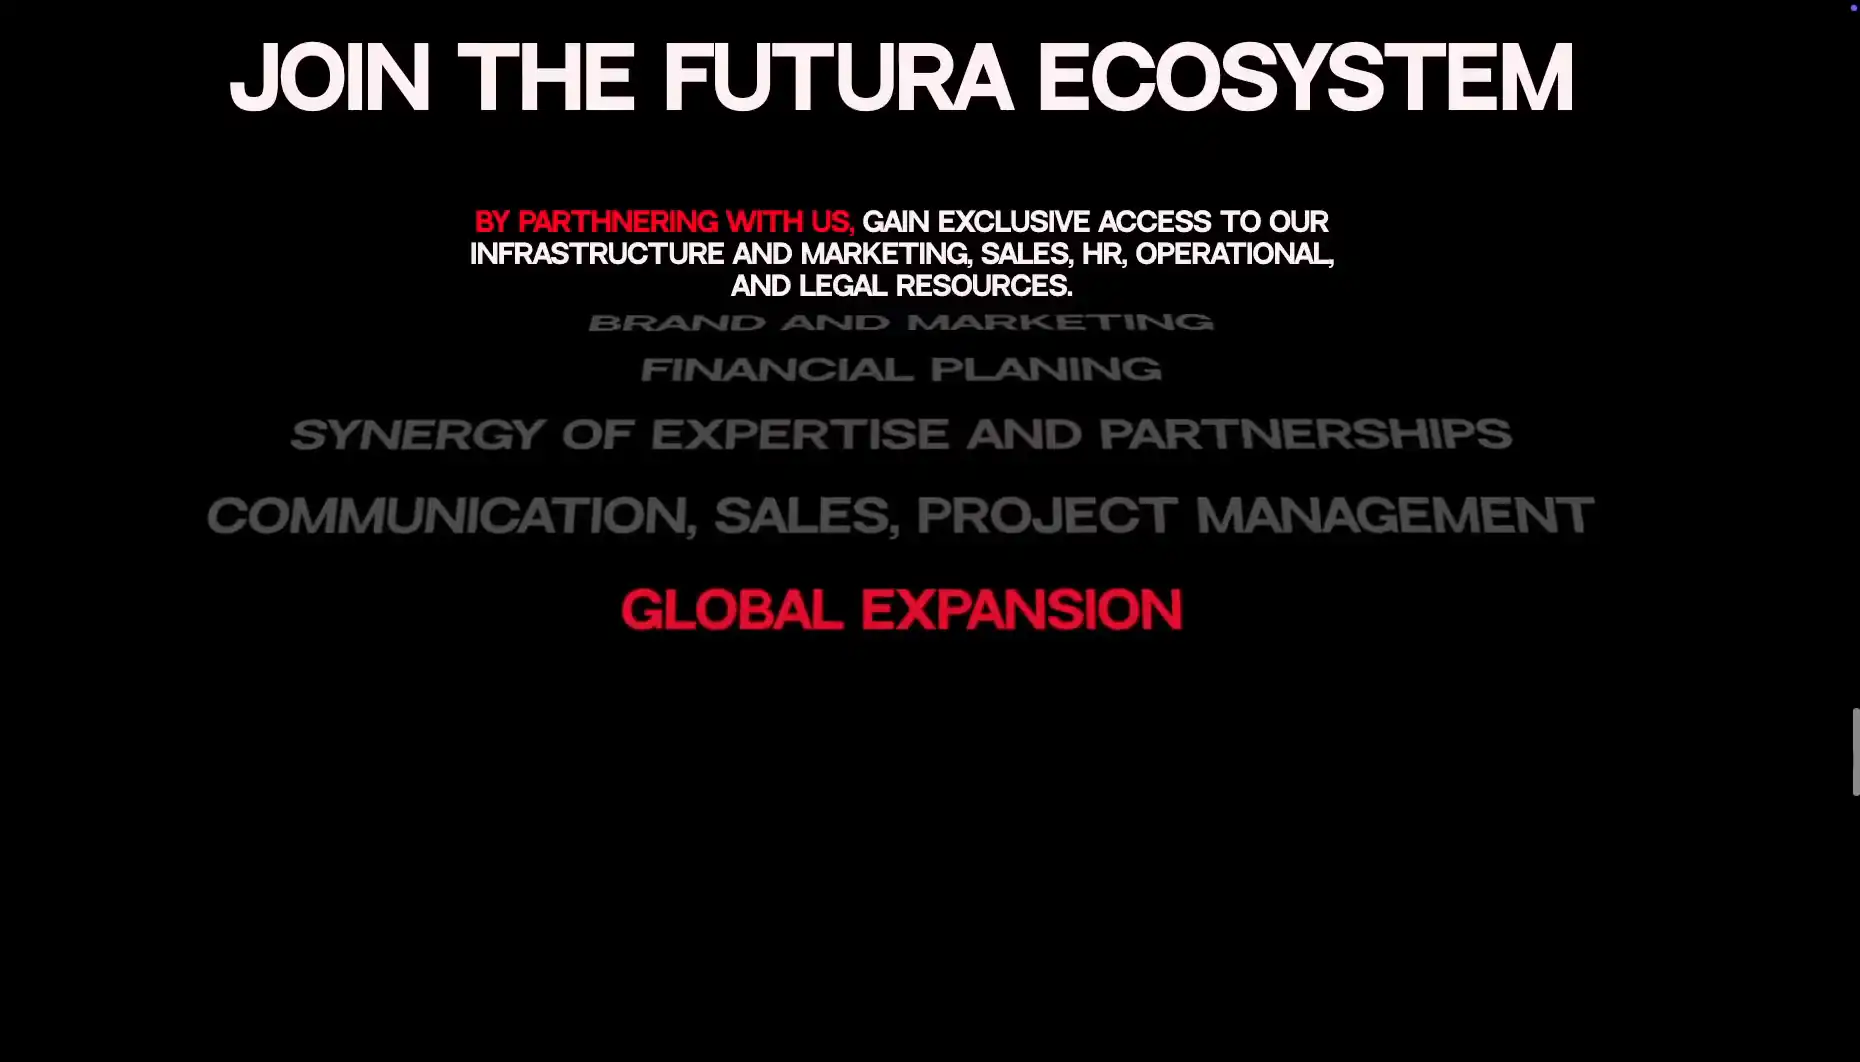 JOIN THE FUTURA ECOSYSTEM
BY PARTHNERING WITH US, GAIN EXCLUSIVE ACCESS TO OUR
INFRASTRUCTURE AND MARKETING, SALES, HR, OPERATIONAL,
AND LEGAL RESOURCES.
BRAND AND MARKETING
FINANCIAL PLANING
SYNERGY OF EXPERTISE AND PARTNERSHIPS
COMMUNICATION, SALES, PROJECT MANAGEMENT
GLOBAL EXPANSION